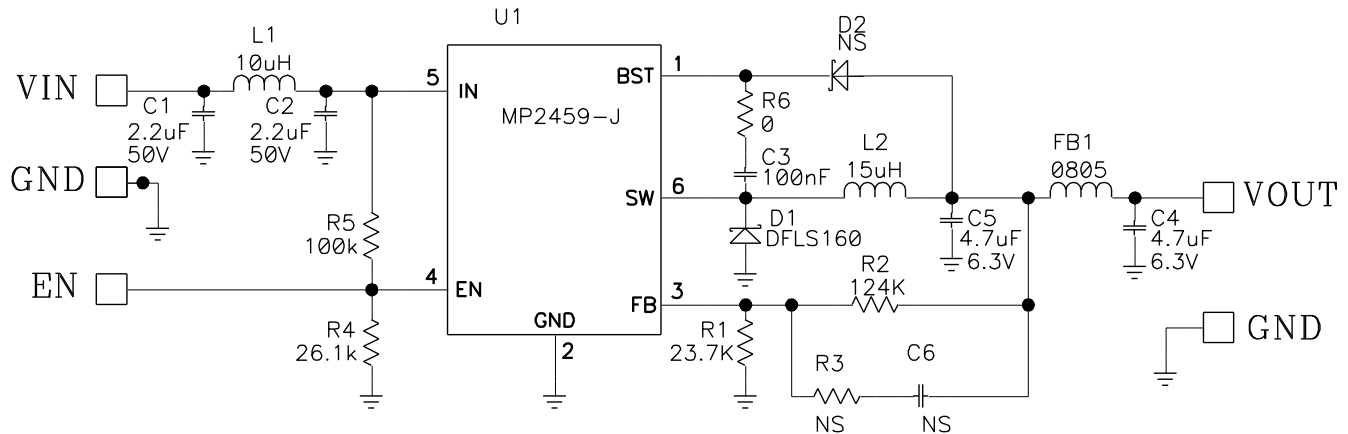 U1
MP2459-J
VIN
C1
2.2uF
50V
L1
10uH
C2
2.2uF
50V
5
IN
GND
R5
100k
EN
4
EN
R4
26.1k
GND
2
BST
1
D2
NS
R6
0
C3
100nF
SW
6
L2
15uH
D1
DFLS160
C5
4.7uF
6.3V
FB1
0805
VOUT
C4
4.7uF
6.3V
FB
3
R1
23.7K
R2
124K
R3
NS
C6
NS
GND